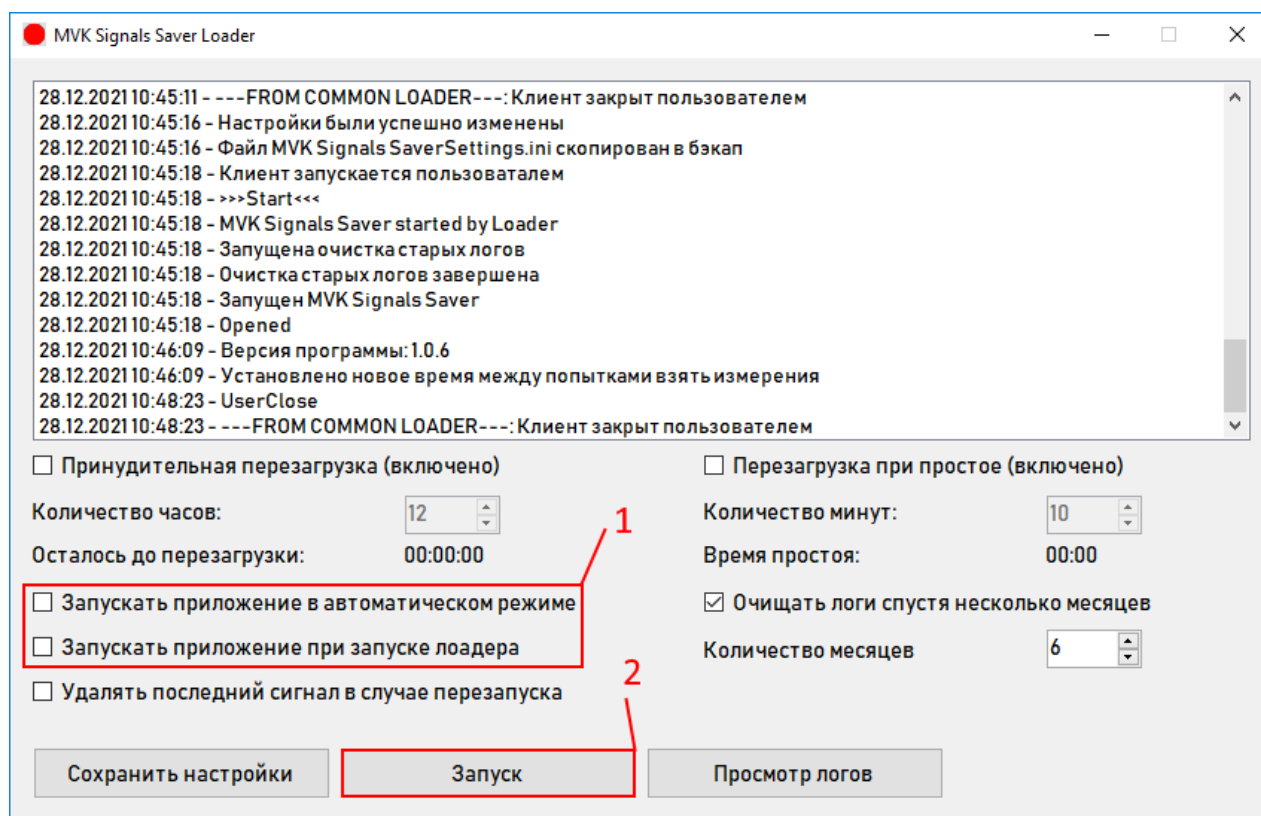 MVK Signals Saver Loader
28.12.2021 10:45:11 - ---FROM COMMON LOADER---: Клиент закрыт пользователем
28.12.2021 10:45:16 - Настройки были успешно изменены
28.12.2021 10:45:16 - Файл MVK Signals SaverSettings.ini скопирован в бэкап
28.12.2021 10:45:18 - Клиент запускается пользоваталем
28.12.2021 10:45:18 - >>>Start<<<
28.12.2021 10:45:18 - MVK Signals Saver started by Loader
28.12.2021 10:45:18 - Запущена очистка старых логов
28.12.2021 10:45:18 - Очистка старых логов завершена
28.12.2021 10:45:18 - Запущен MVK Signals Saver
28.12.2021 10:45:18 - Opened
28.12.2021 10:46:09 - Версия программы: 1.0.6
28.12.2021 10:46:09 - Установлено новое время между попытками взять измерения
28.12.2021 10:48:23 - UserClose
28.12.2021 10:48:23 - ---FROM COMMON LOADER---: Клиент закрыт пользователем
Принудительная перезагрузка (включено) Перезагрузка при простое (включено)
Количество часов: 12 Количество минут: 10
1
Осталось до перезагрузки: 00:00:00 Время простоя: 00:00
Запускать приложение в автоматическом режиме Очищать логи спустя несколько месяцев
Запускать приложение при запуске лоадера Количество месяцев 6
2
Удалять последний сигнал в случае перезапуска
Сохранить настройки Запуск Просмотр логов